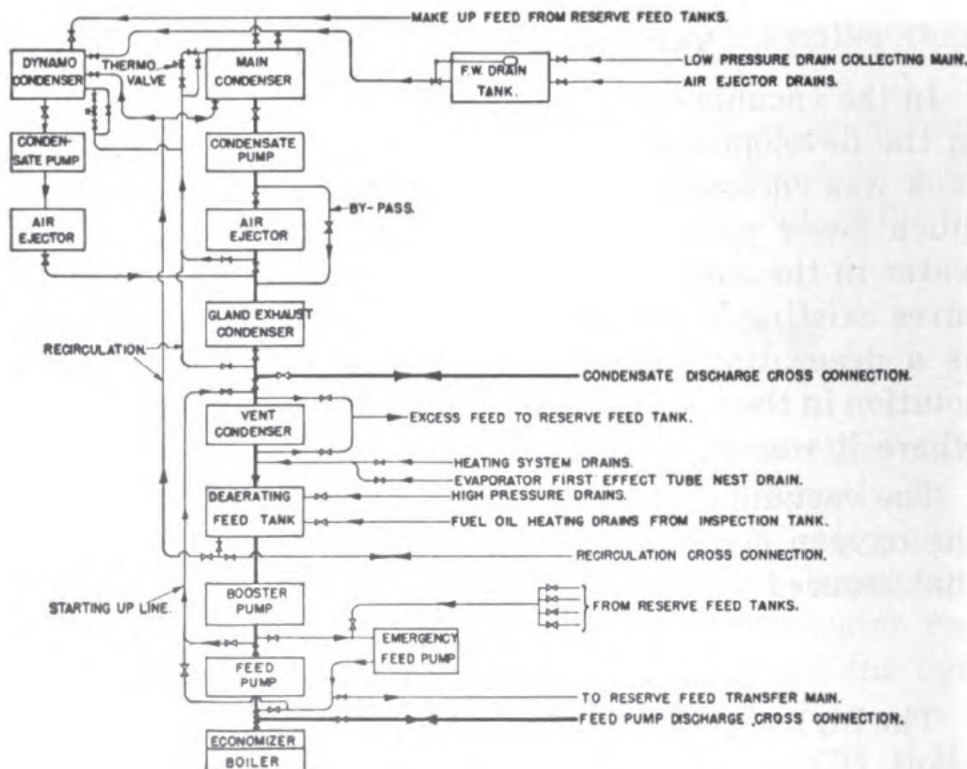 MAKE UP FEED FROM RESERVE FEED TANKS.
DYNAMO
CONDENSER
THERMO
VALVE
MAIN
CONDENSER
F.W. DRAIN
TANK.
LOW PRESSURE DRAIN COLLECTING MAIN.
AIR EJECTOR DRAINS.
CONDEN-
SATE PUMP
CONDENSATE
PUMP
BY-PASS.
AIR
EJECTOR
AIR
EJECTOR
GLAND EXHAUST
CONDENSER
RECIRCULATION.
CONDENSATE DISCHARGE CROSS CONNECTION.
VENT
CONDENSER
EXCESS FEED TO RESERVE FEED TANK.
HEATING SYSTEM DRAINS.
EVAPORATOR FIRST EFFECT TUBE NEST DRAIN.
HIGH PRESSURE DRAINS.
DEAERATING
FEED TANK
FUEL OIL HEATING DRAINS FROM INSPECTION TANK.
RECIRCULATION CROSS CONNECTION.
STARTING UP LINE.
BOOSTER
PUMP
FROM RESERVE FEED TANKS.
EMERGENCY
FEED PUMP
FEED
PUMP
TO RESERVE FEED TRANSFER MAIN.
FEED PUMP DISCHARGE CROSS CONNECTION.
ECONOMIZER
BOILER